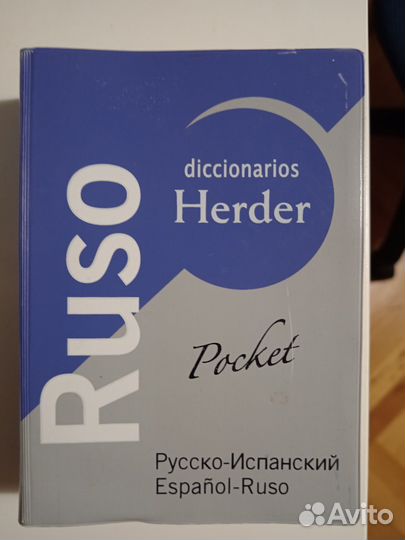 Ruso
diccionarios
Herder
Pocket
Русско-Испанский
Español-Ruso
Avito